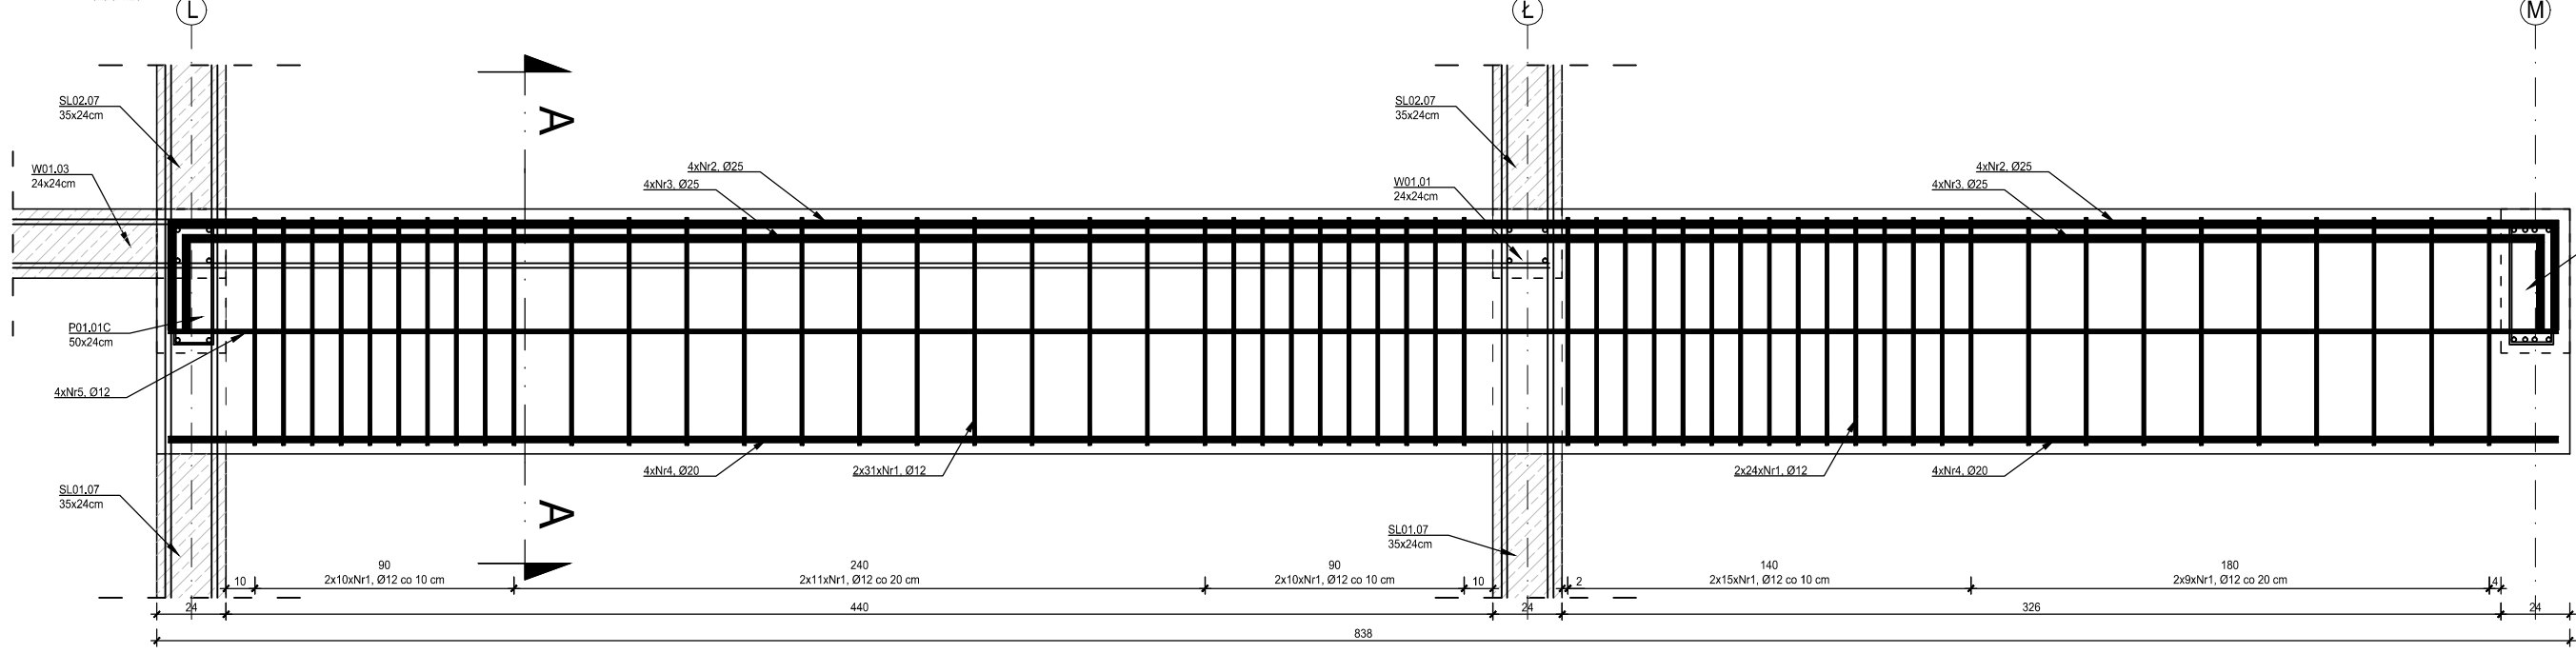 L
Ł
M
SL02.07
35x24cm
A
SL02.07
35x24cm
W01.03
24x24cm
4xNr2, Ø25
4xNr3, Ø25
W01.01
24x24cm
4xNr2, Ø25
4xNr3, Ø25
P01.01C
50x24cm
4xNr5, Ø12
4xNr4, Ø20
2x31xNr1, Ø12
2x24xNr1, Ø12
4xNr4, Ø20
SL01.07
35x24cm
A
SL01.07
35x24cm
10
90
2x10xNr1, Ø12 co 10 cm
240
2x11xNr1, Ø12 co 20 cm
90
2x10xNr1, Ø12 co 10 cm
10
2
140
2x15xNr1, Ø12 co 10 cm
180
2x9xNr1, Ø12 co 20 cm
4
24
440
24
326
24
838